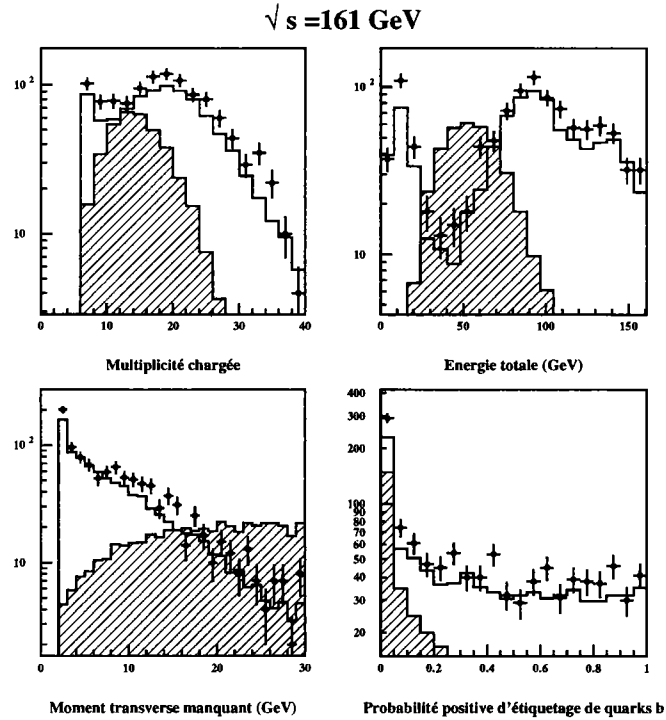 √ s =161 GeV
10²
10
0 10 20 30 40
Multiplicité chargée
10²
10
0 50 100 150
Energie totale (GeV)
10²
10
0 10 20 30
Moment transverse manquant (GeV)
400
300
200
100
90
80
70
60
50
40
30
20
0 0.2 0.4 0.6 0.8 1
Probabilité positive d'étiquetage de quarks b